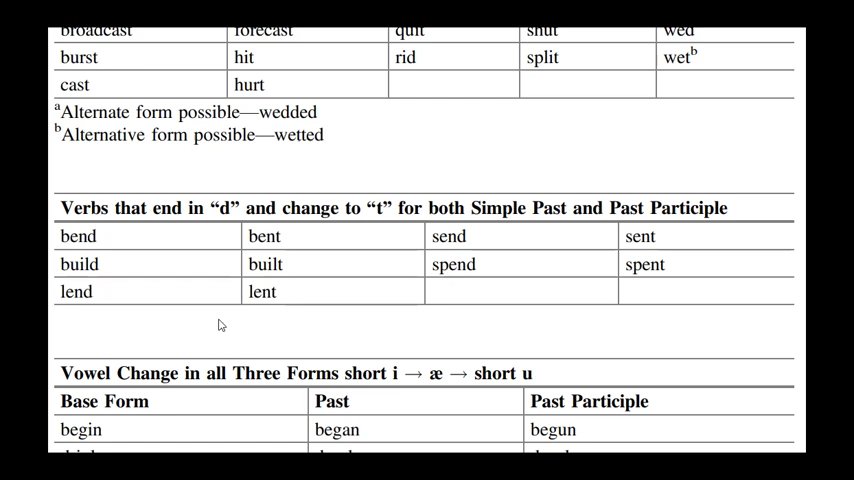 broadcast forecast quit shut wed
burst hit rid split wetb
cast hurt
aAlternate form possible—wedded
bAlternative form possible—wetted
Verbs that end in “d” and change to “t” for both Simple Past and Past Participle
bend bent send sent
build built spend spent
lend lent
Vowel Change in all Three Forms short i → æ → short u
Base Form Past Past Participle
begin began begun